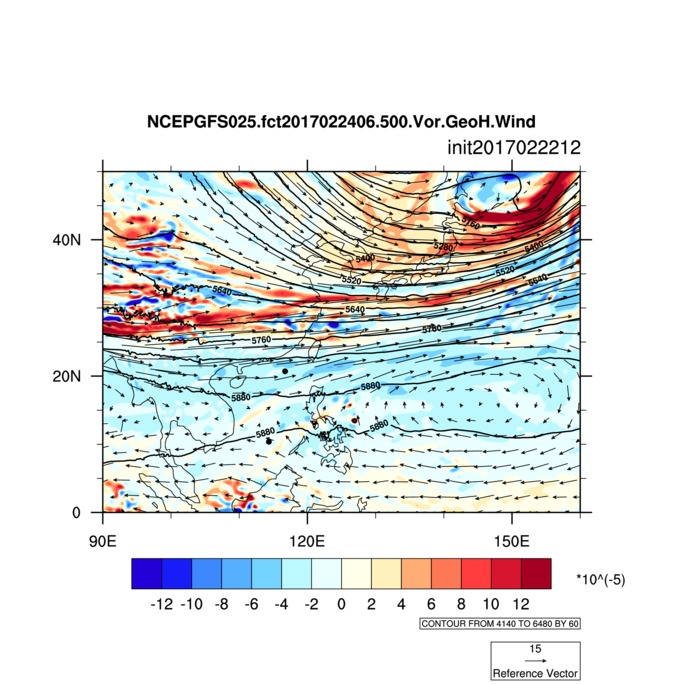 NCEPGFS025.fct2017022406.500.Vor.GeoH.Wind
init2017022212
40N
20N
0
90E 120E 150E
5760
5280
5400
5400
5520
5520
5640
5640
5640
5760
5760
5880
5880
5880
5880
-12 -10 -8 -6 -4 -2 0 2 4 6 8 10 12
*10^(-5)
CONTOUR FROM 4140 TO 6480 BY 60
15
Reference Vector